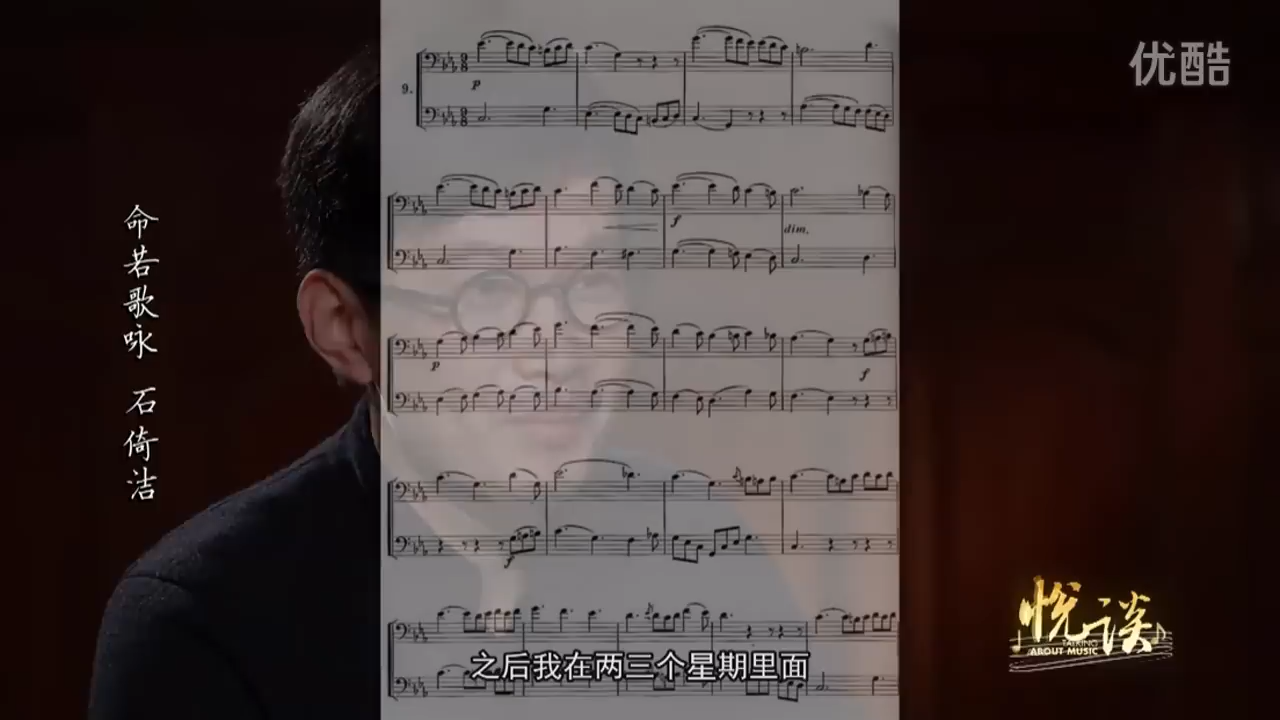 优酷
命若歌咏 石倚洁
9.
p
f
dim.
p
f
f
悦谈
TALKING
ABOUT MUSIC
之后我在两三个星期里面